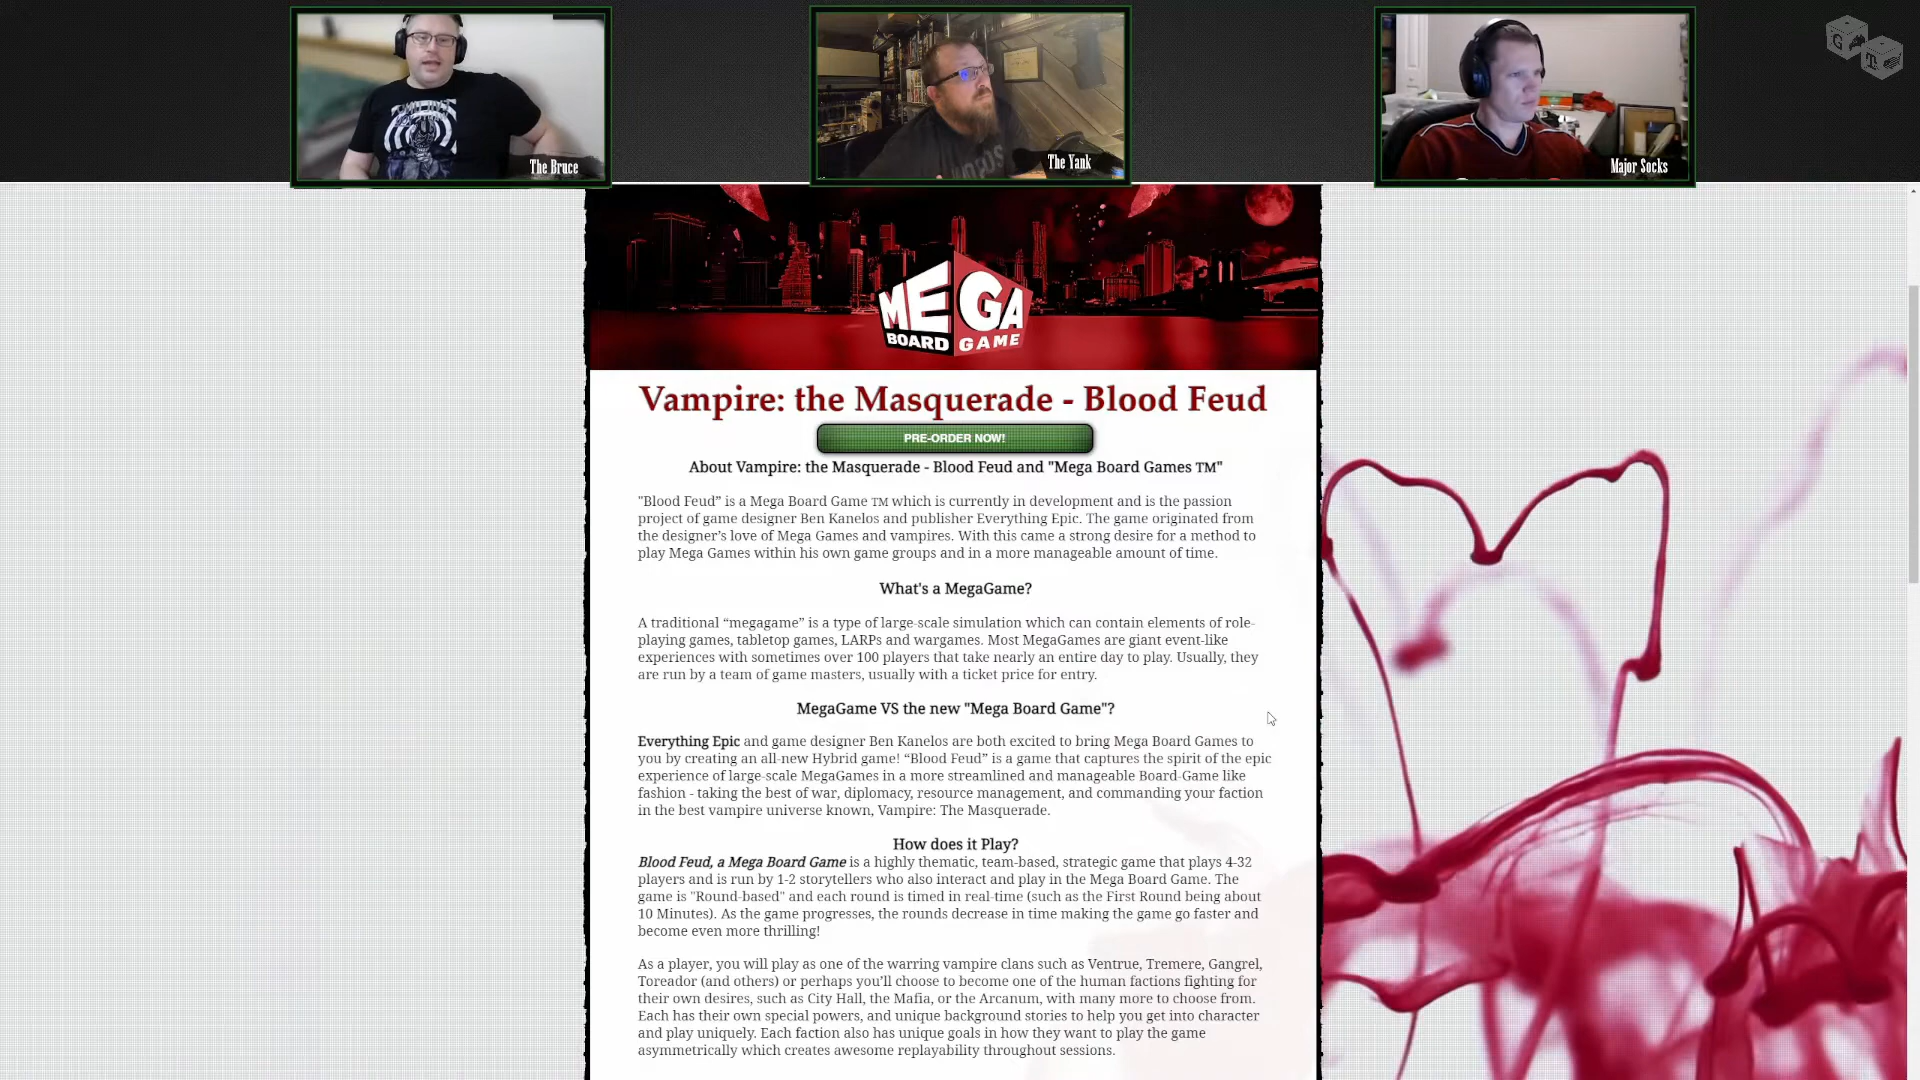 The Bruce
The Yank
Major Socks
G
T
MEGA
BOARD GAME
Vampire: the Masquerade - Blood Feud
PRE-ORDER NOW!
About Vampire: the Masquerade - Blood Feud and "Mega Board Games TM"
"Blood Feud” is a Mega Board Game TM which is currently in development and is the passion
project of game designer Ben Kanelos and publisher Everything Epic. The game originated from
the designer’s love of Mega Games and vampires. With this came a strong desire for a method to
play Mega Games within his own game groups and in a more manageable amount of time.
What's a MegaGame?
A traditional “megagame” is a type of large-scale simulation which can contain elements of role-
playing games, tabletop games, LARPs and wargames. Most MegaGames are giant event-like
experiences with sometimes over 100 players that take nearly an entire day to play. Usually, they
are run by a team of game masters, usually with a ticket price for entry.
MegaGame VS the new "Mega Board Game"?
Everything Epic and game designer Ben Kanelos are both excited to bring Mega Board Games to
you by creating an all-new Hybrid game! “Blood Feud” is a game that captures the spirit of the epic
experience of large-scale MegaGames in a more streamlined and manageable Board-Game like
fashion - taking the best of war, diplomacy, resource management, and commanding your faction
in the best vampire universe known, Vampire: The Masquerade.
How does it Play?
Blood Feud, a Mega Board Game is a highly thematic, team-based, strategic game that plays 4-32
players and is run by 1-2 storytellers who also interact and play in the Mega Board Game. The
game is "Round-based" and each round is timed in real-time (such as the First Round being about
10 Minutes). As the game progresses, the rounds decrease in time making the game go faster and
become even more thrilling!
As a player, you will play as one of the warring vampire clans such as Ventrue, Tremere, Gangrel,
Toreador (and others) or perhaps you’ll choose to become one of the human factions fighting for
their own desires, such as City Hall, the Mafia, or the Arcanum, with many more to choose from.
Each has their own special powers, and unique background stories to help you get into character
and play uniquely. Each faction also has unique goals in how they want to play the game
asymmetrically which creates awesome replayability throughout sessions.